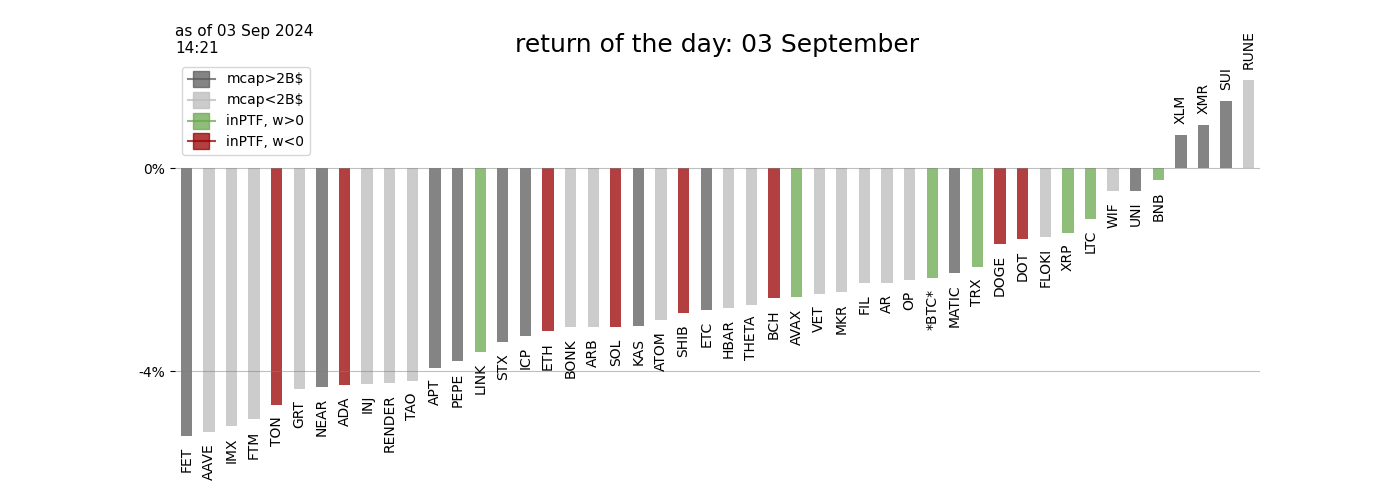 as of 03 Sep 2024
14:21
return of the day: 03 September
mcap>2B$
mcap<2B$
inPTF, w>0
inPTF, w<0
0%
-4%
FET
AAVE
IMX
FTM
TON
GRT
NEAR
ADA
INJ
RENDER
TAO
APT
PEPE
LINK
STX
ICP
ETH
BONK
ARB
SOL
KAS
ATOM
SHIB
ETC
HBAR
THETA
BCH
AVAX
VET
MKR
FIL
AR
OP
*BTC*
MATIC
TRX
DOGE
DOT
FLOKI
XRP
LTC
WIF
UNI
BNB
XLM
XMR
SUI
RUNE